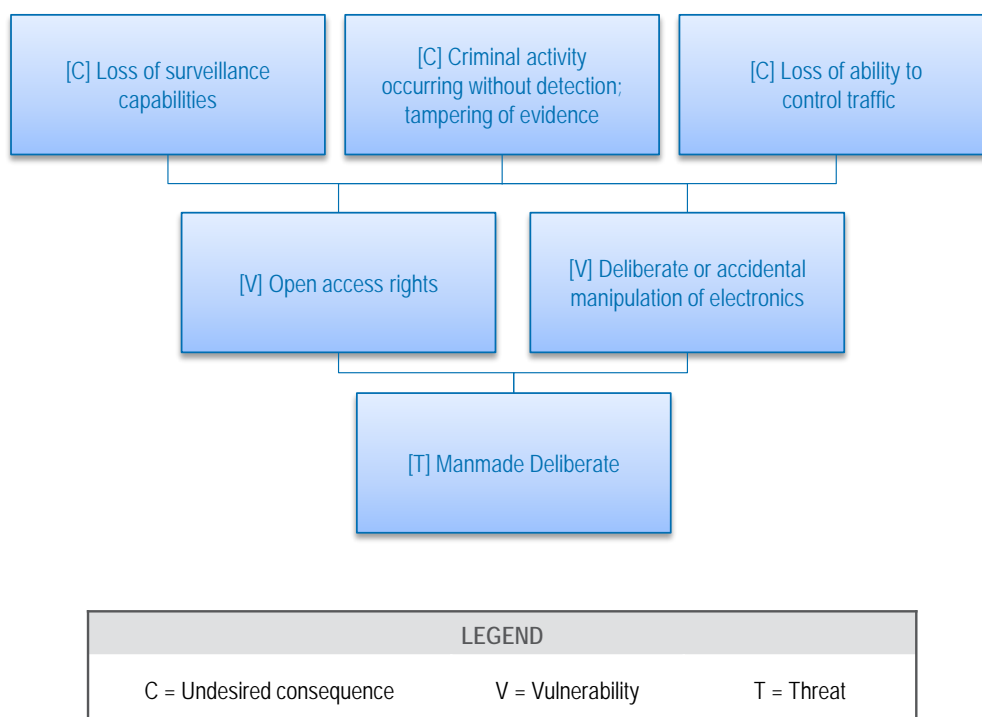 [C] Loss of surveillance
capabilities
[C] Criminal activity
occurring without detection;
tampering of evidence
[C] Loss of ability to
control traffic
[V] Open access rights
[V] Deliberate or accidental
manipulation of electronics
[T] Manmade Deliberate
LEGEND
C = Undesired consequence V = Vulnerability T = Threat